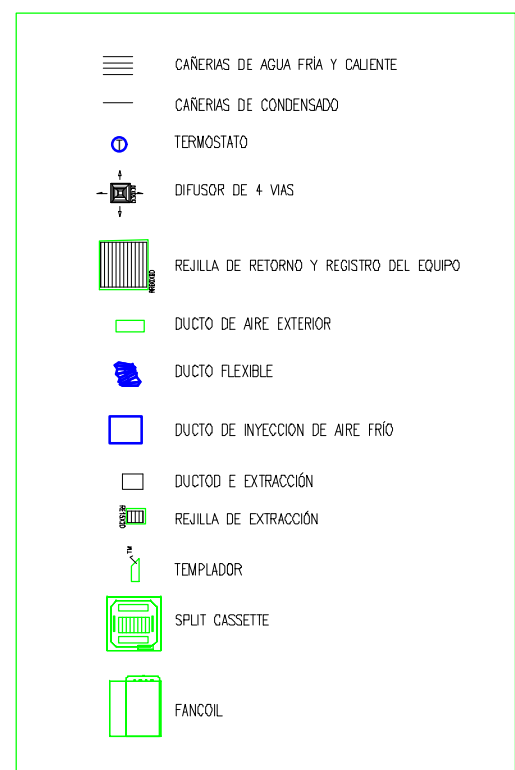 CAÑERIAS DE AGUA FRÌA Y CALIENTE
CAÑERIAS DE CONDENSADO
T
TERMOSTATO
DIFUSOR DE 4 VIAS
REJILLA DE RETORNO Y REGISTRO DEL EQUIPO
DUCTO DE AIRE EXTERIOR
DUCTO FLEXIBLE
DUCTO DE INYECCION DE AIRE FRÍO
DUCTOD E EXTRACCIÓN
REJILLA DE EXTRACCIÓN
TEMPLADOR
SPLIT CASSETTE
FANCOIL